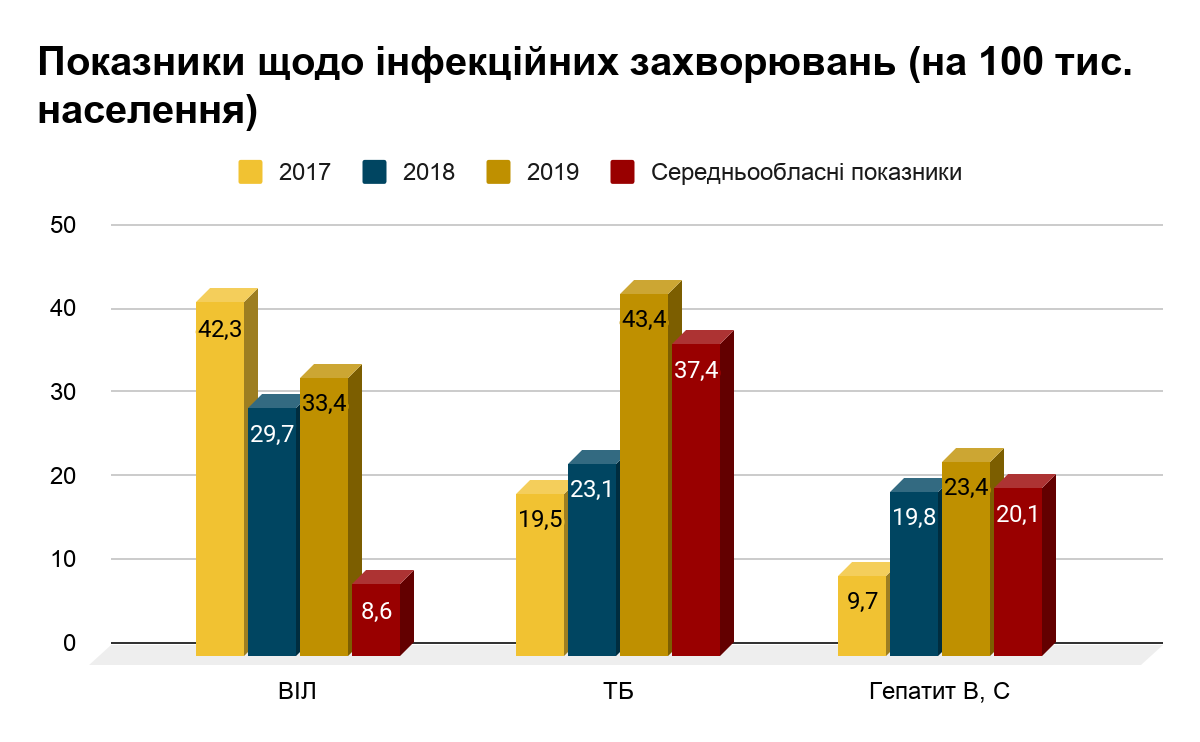 Показники щодо інфекційних захворювань (на 100 тис.
населення)
2017 2018 2019 Середньообласні показники
50
40
30
20
10
0
42,3 29,7 33,4 8,6
19,5 23,1 43,4 37,4
9,7 19,8 23,4 20,1
ВІЛ ТБ Гепатит В, С